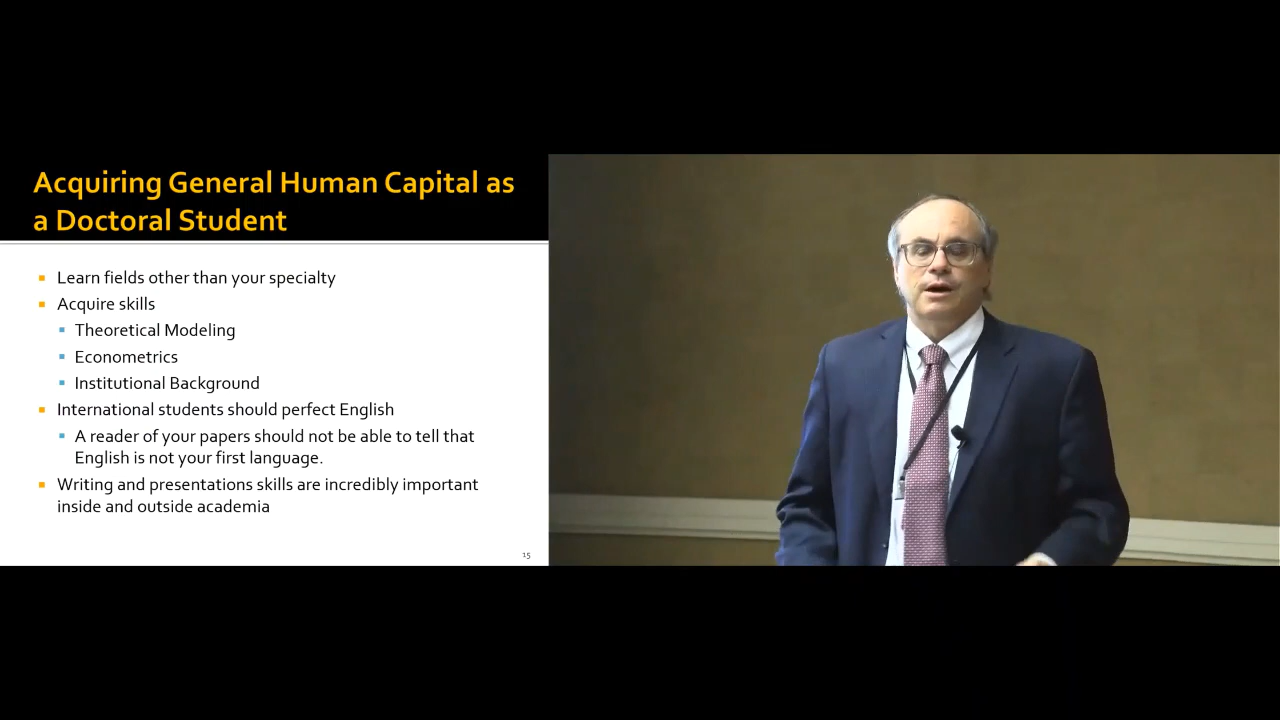 Acquiring General Human Capital as
a Doctoral Student
Learn fields other than your specialty
Acquire skills
Theoretical Modeling
Econometrics
Institutional Background
International students should perfect English
A reader of your papers should not be able to tell that
English is not your first language.
Writing and presentations skills are incredibly important
inside and outside academia
15